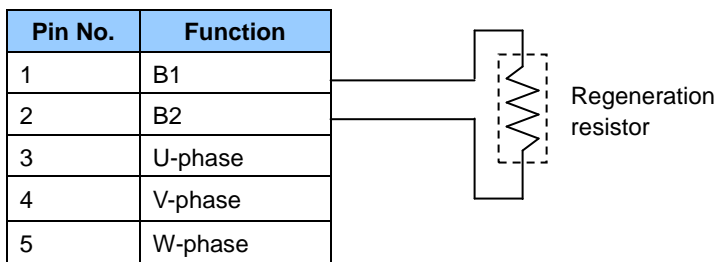 Pin No. Function
1 B1
2 B2
3 U-phase
4 V-phase
5 W-phase
Regeneration
resistor